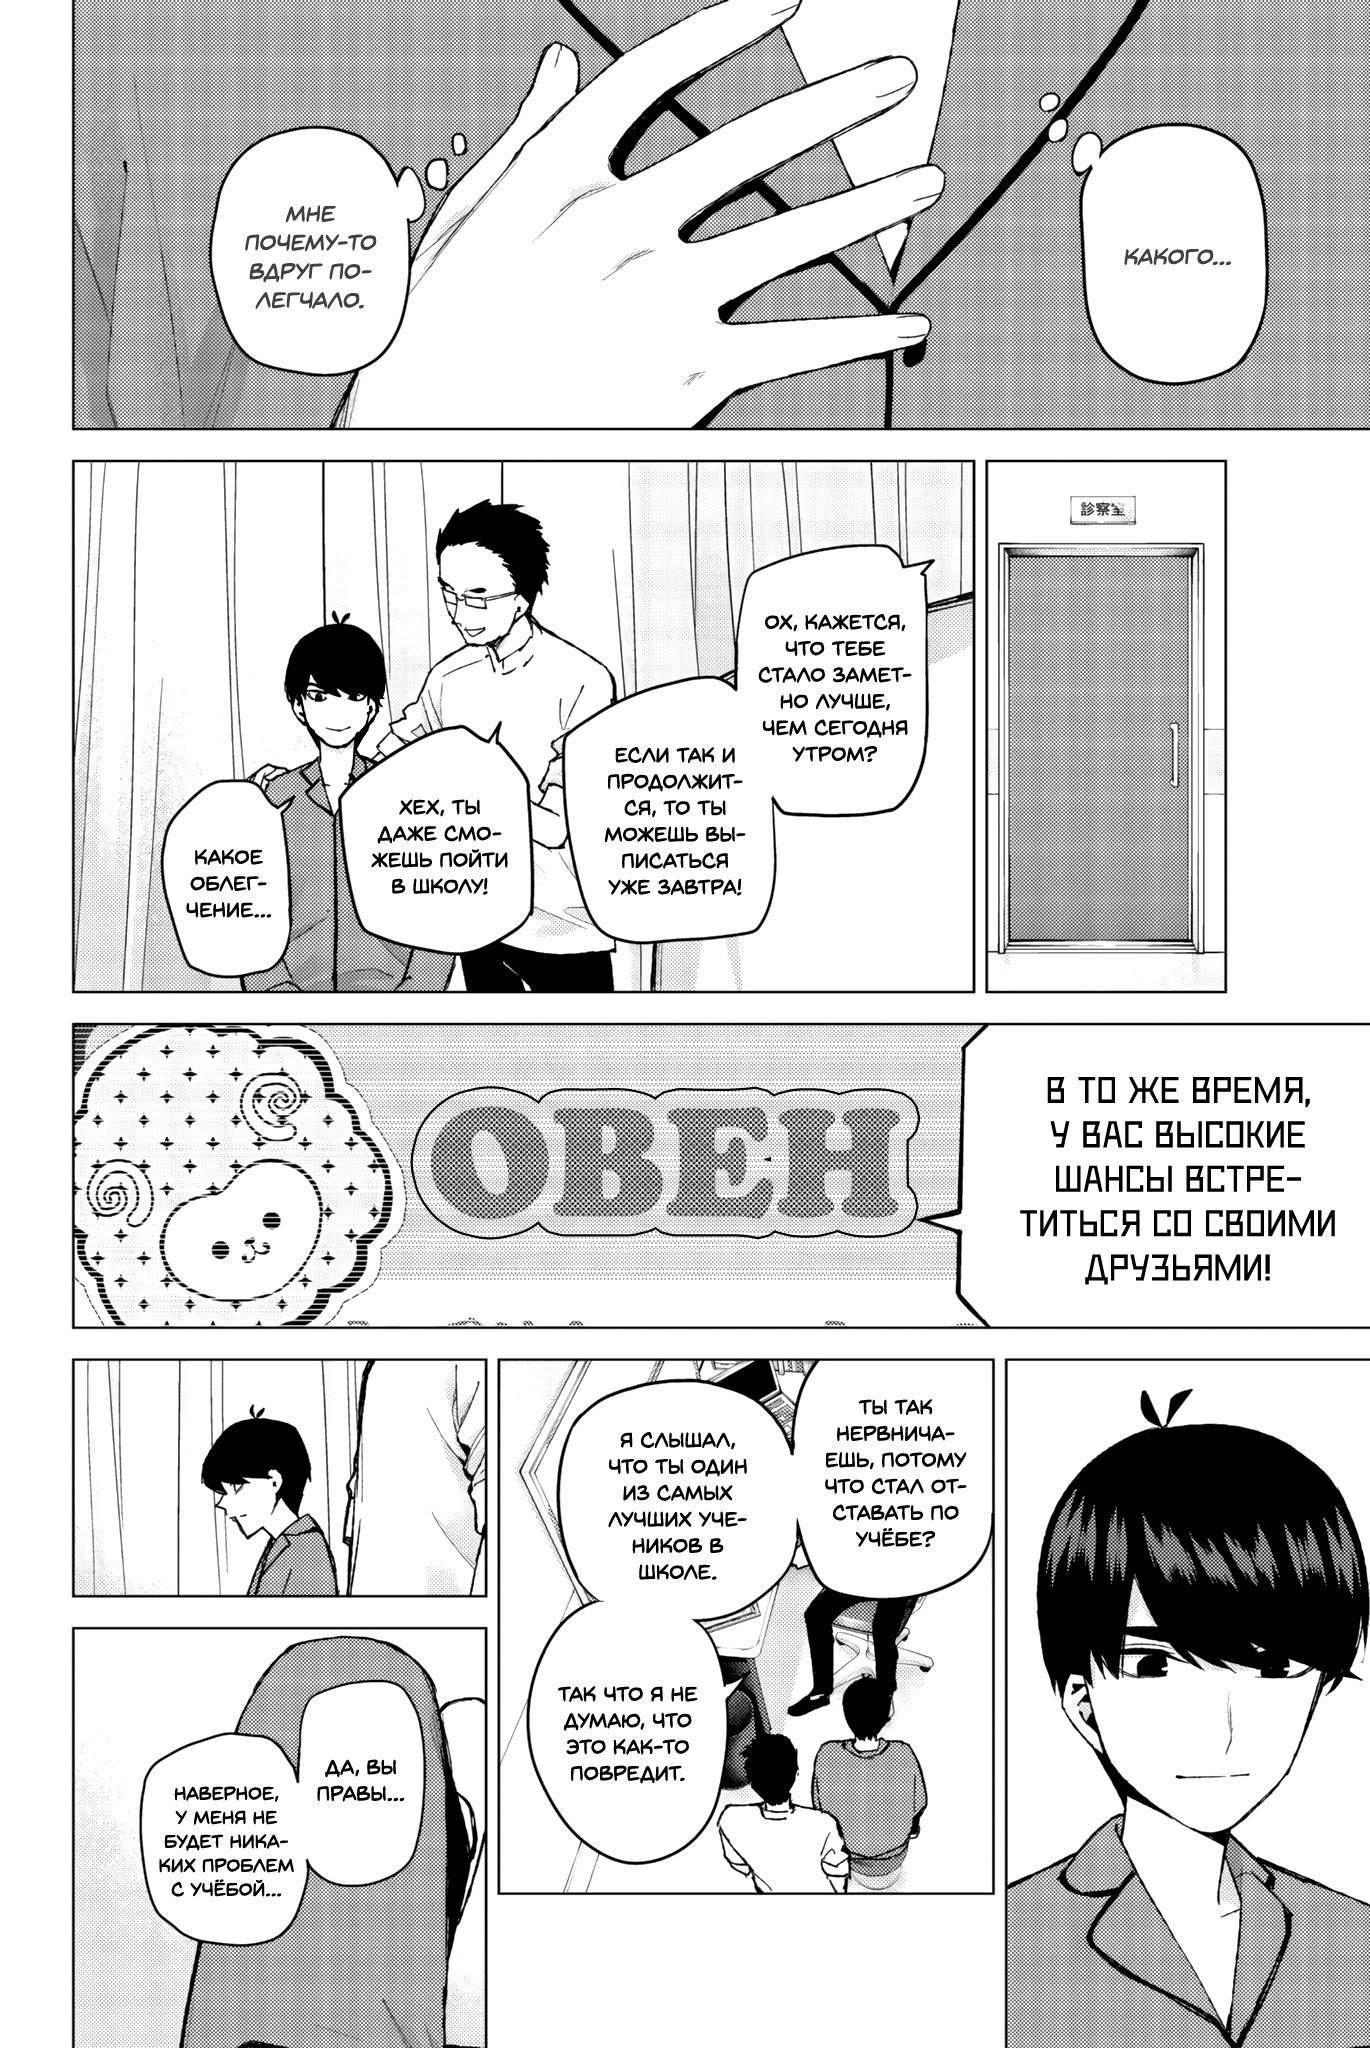 КАКОГО...
МНЕ
ПОЧЕМУ-ТО
ВДРУГ ПО-
ЛЕГЧАЛО.
診察室
ОХ, КАЖЕТСЯ,
ЧТО ТЕБЕ
СТАЛО ЗАМЕТ-
НО ЛУЧШЕ,
ЧЕМ СЕГОДНЯ
УТРОМ?
ЕСЛИ ТАК И
ПРОДОЛЖИТ-
СЯ, ТО ТЫ
МОЖЕШЬ ВЫ-
ПИСАТЬСЯ
УЖЕ ЗАВТРА!
ХЕХ, ТЫ
ДАЖЕ СМО-
ЖЕШЬ ПОЙТИ
В ШКОЛУ!
КАКОЕ
ОБЛЕГ-
ЧЕНИЕ...
В ТО ЖЕ ВРЕМЯ,
У ВАС ВЫСОКИЕ
ШАНСЫ ВСТРЕ-
ТИТЬСЯ СО СВОИМИ
ДРУЗЬЯМИ!
ОВЕН
ТЫ ТАК
НЕРВНИЧА-
ЕШЬ, ПОТОМУ
ЧТО СТАЛ ОТ-
СТАВАТЬ ПО
УЧЁБЕ?
Я СЛЫШАЛ,
ЧТО ТЫ ОДИН
ИЗ САМЫХ
ЛУЧШИХ УЧЕ-
НИКОВ В
ШКОЛЕ.
ТАК ЧТО Я НЕ
ДУМАЮ, ЧТО
ЭТО КАК-ТО
ПОВРЕДИТ.
ДА, ВЫ
ПРАВЫ...
НАВЕРНОЕ,
У МЕНЯ НЕ
БУДЕТ НИКА-
КИХ ПРОБЛЕМ
С УЧЁБОЙ...